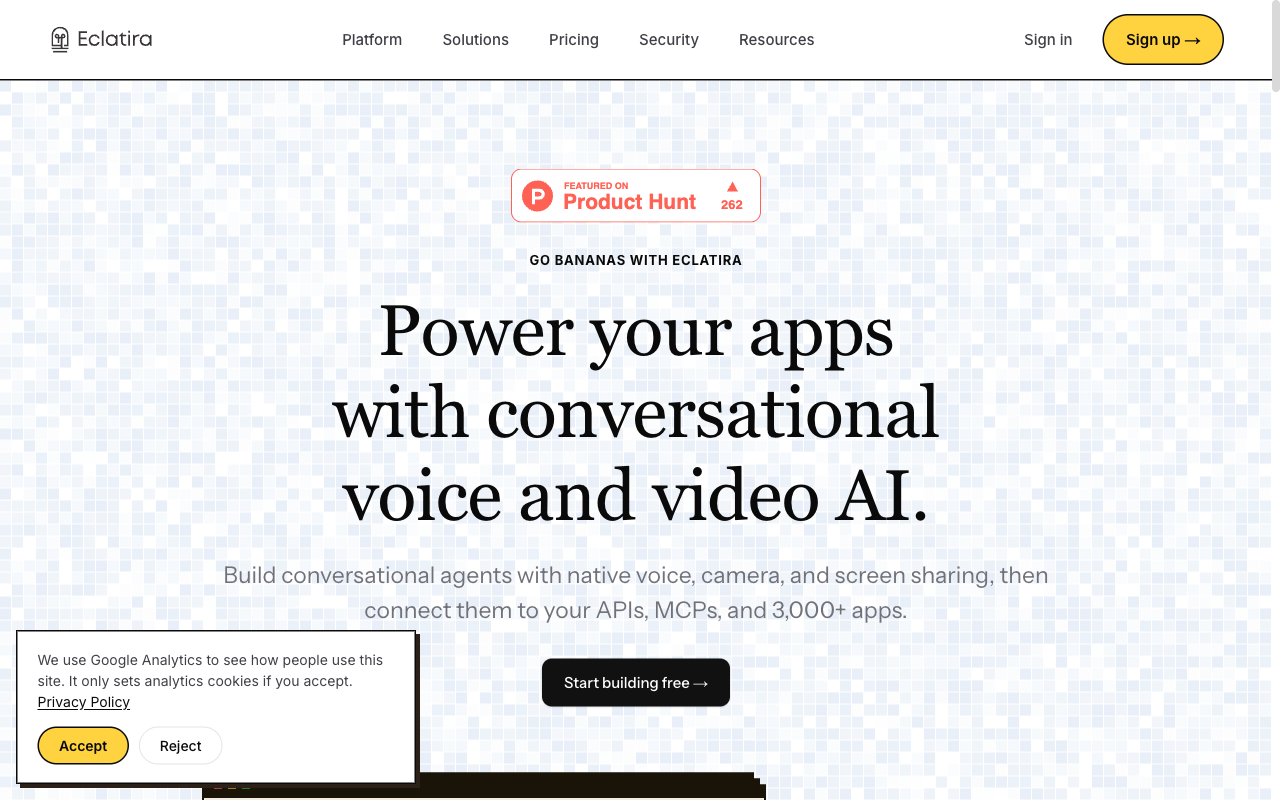 Eclatira
Platform
Solutions
Pricing
Security
Resources
Sign in
Sign up →
P
FEATURED ON
Product Hunt
▲
262
GO BANANAS WITH ECLATIRA
Power your apps
with conversational
voice and video AI.
Build conversational agents with native voice, camera, and screen sharing, then
connect them to your APIs, MCPs, and 3,000+ apps.
Start building free →
We use Google Analytics to see how people use this
site. It only sets analytics cookies if you accept.
Privacy Policy
Accept
Reject